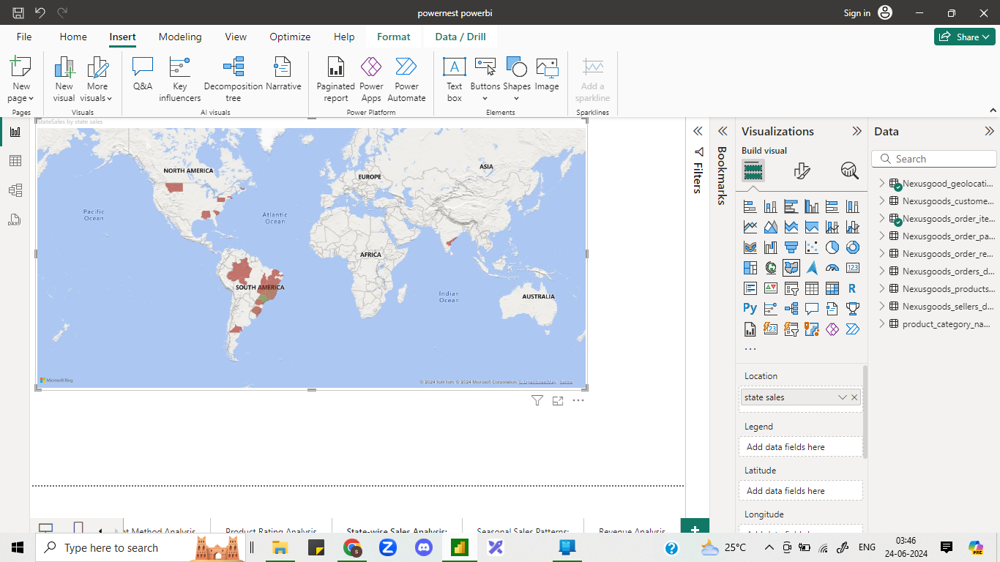 powernest powerbi
Sign in
File Home Insert Modeling View Optimize Help Format Data / Drill
Share
New page
New visual
More visuals
Q&A
Key influencers
Decomposition tree
Narrative
Paginated report
Power Apps
Power Automate
Text box
Buttons
Shapes
Image
Add a sparkline
Pages
Visuals
AI visuals
Power Platform
Elements
Sparklines
StateSales by state sales
NORTH AMERICA
EUROPE
ASIA
Pacific
Ocean
Atlantic
Ocean
AFRICA
SOUTH AMERICA
Indian
Ocean
AUSTRALIA
Microsoft Bing
© 2024 TomTom, © 2024 Microsoft Corporation, © OpenStreetMap Terms
Filters
Bookmarks
Visualizations
Build visual
R
Py
123
...
Location
state sales
Legend
Add data fields here
Latitude
Add data fields here
Longitude
Data
Search
Nexusgood_geolocati...
Nexusgoods_custome...
Nexusgoods_order_ite...
Nexusgoods_order_pa...
Nexusgoods_order_re...
Nexusgoods_orders_d...
Nexusgoods_products...
Nexusgoods_sellers_d...
product_category_na...
DAX
nt Method Analysis
Product Rating Analysis
State-wise Sales Analysis:
Seasonal Sales Patterns:
Revenue Analysis
Type here to search
25°C
ENG
03:46
24-06-2024
PRE